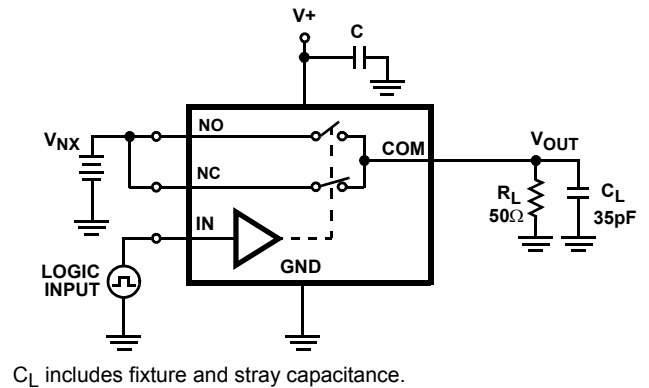 V+
C
V_NX
NO
NC
COM
V_OUT
IN
R_L
50Ω
C_L
35pF
LOGIC
INPUT
GND
C_L includes fixture and stray capacitance.